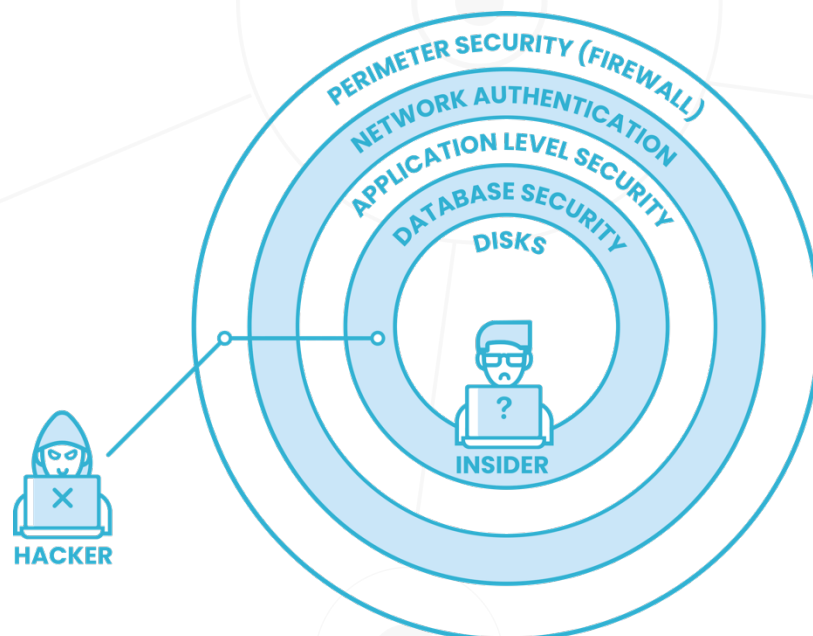 PERIMETER SECURITY (FIREWALL)
NETWORK AUTHENTICATION
APPLICATION LEVEL SECURITY
DATABASE SECURITY
DISKS
?
INSIDER
X
HACKER